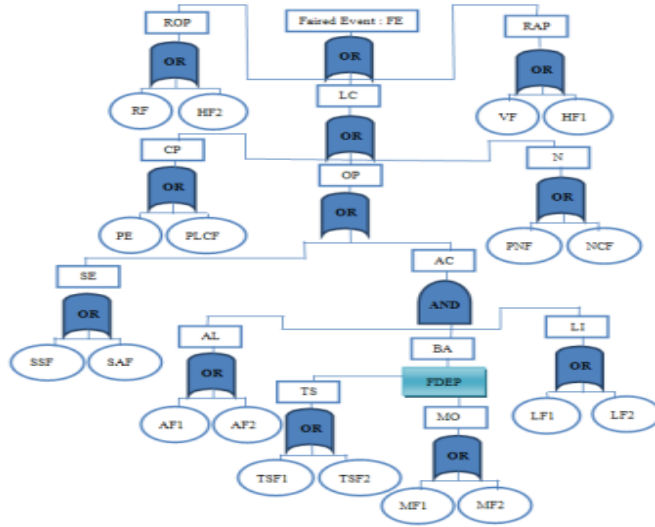 ROP
Faired Event : FE
RAP
OR
OR
OR
LC
RF
HF2
VF
HF1
OR
CP
N
OP
OR
OR
OR
PE
PLCF
PNF
NCF
SE
AC
OR
AND
AL
LI
SSF
SAF
BA
OR
OR
TS
FDEP
AF1
AF2
MO
LF1
LF2
OR
OR
TSF1
TSF2
MF1
MF2